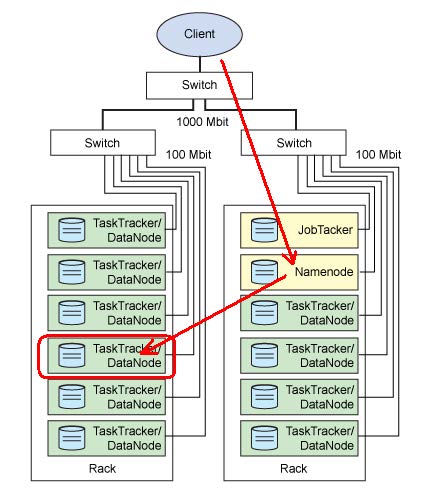 Client
Switch
1000 Mbit
Switch
Switch
100 Mbit
100 Mbit
TaskTracker/
DataNode
TaskTracker/
DataNode
TaskTracker/
DataNode
TaskTracker/
DataNode
TaskTracker/
DataNode
TaskTracker/
DataNode
Rack
JobTacker
Namenode
TaskTracker/
DataNode
TaskTracker/
DataNode
TaskTracker/
DataNode
TaskTracker/
DataNode
Rack